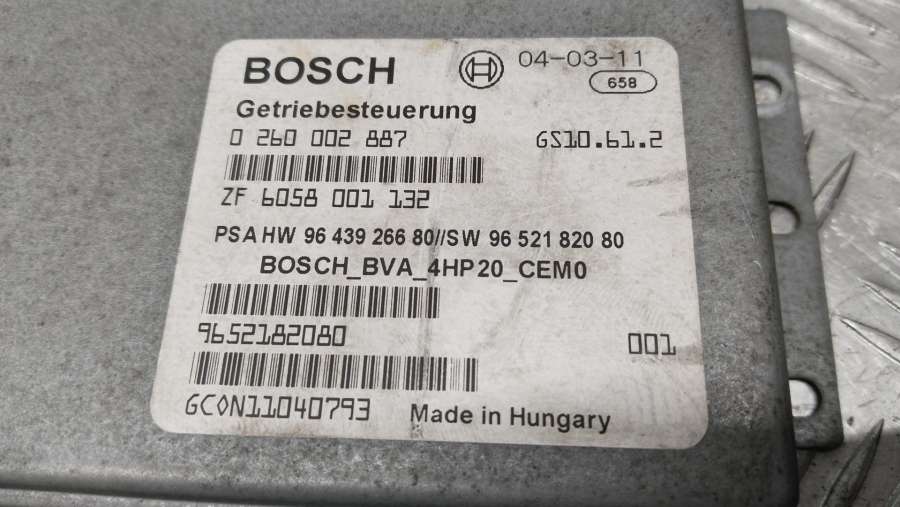 BOSCH 04-03-11
658
Getriebesteuerung
0 260 002 887 GS10.61.2
ZF 6058 001 132
PSA HW 96 439 266 80//SW 96 521 820 80
BOSCH_BVA_4HP20_CEM0
9652182080 001
GC0N11040793 Made in Hungary